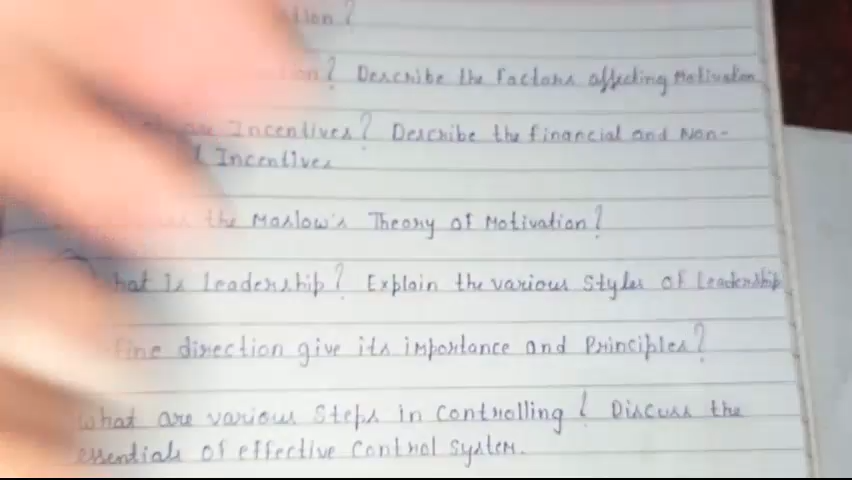 tion?
on? Describe the factors affecting Motivation
Incentives? Describe the financial and Non-
Incentives
the Maslow's Theory of Motivation?
hat Is Leadership? Explain the various Styles of Leadership
fine direction give its importance and Principles?
What are various Steps in Controlling? Discuss the
essentials of effective Control System.